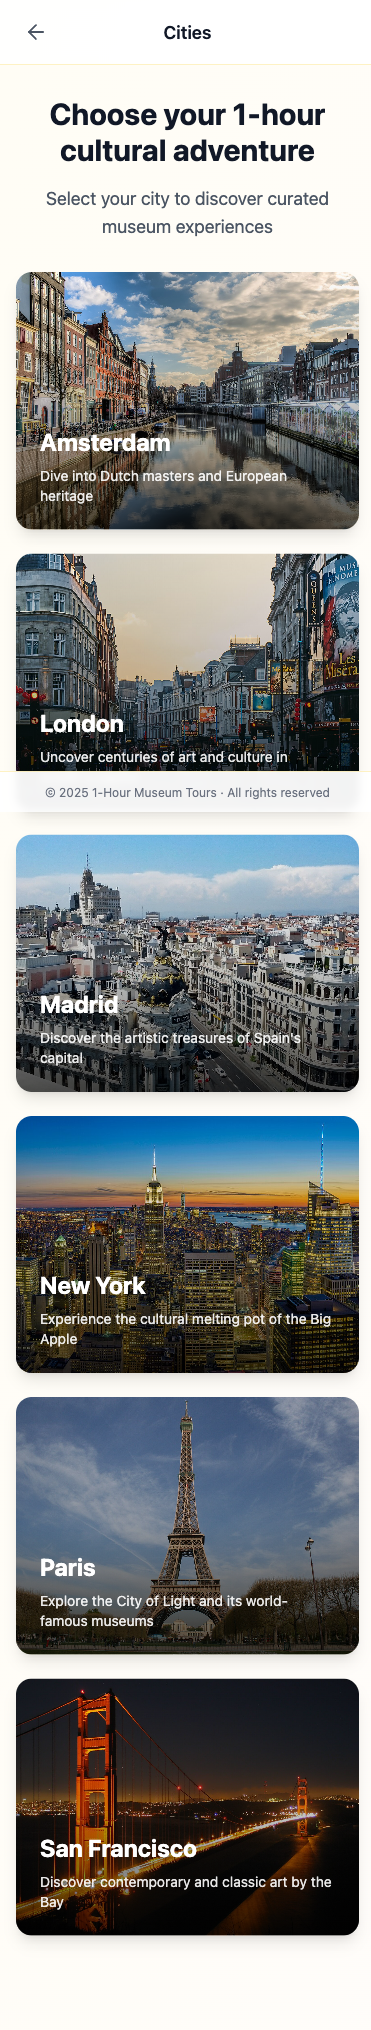 Cities
Choose your 1-hour
cultural adventure
Select your city to discover curated
museum experiences
Amsterdam
Dive into Dutch masters and European
heritage
QUEEN'S
Les
London
Uncover centuries of art and culture in
© 2025 1-Hour Museum Tours · All rights reserved
Madrid
Discover the artistic treasures of Spain's
capital
New York
Experience the cultural melting pot of the Big
Apple
Paris
Explore the City of Light and its world-
famous museums
San Francisco
Discover contemporary and classic art by the
Bay